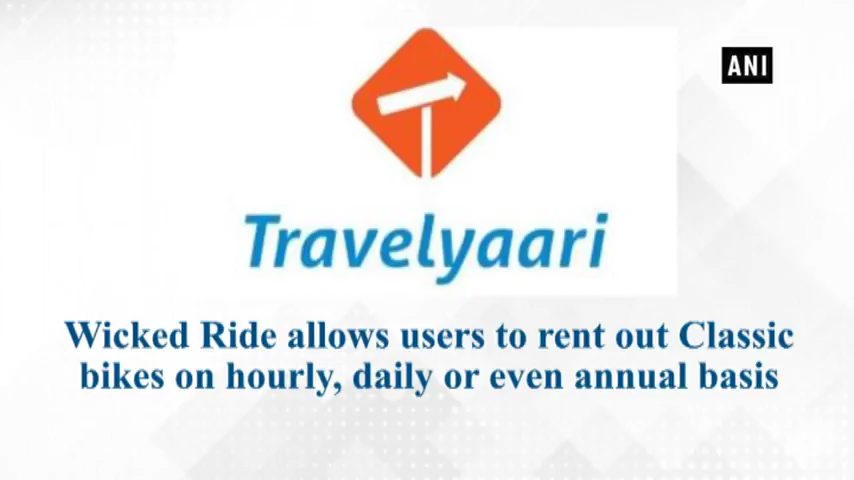 ANI
Travelyaari
Wicked Ride allows users to rent out Classic
bikes on hourly, daily or even annual basis